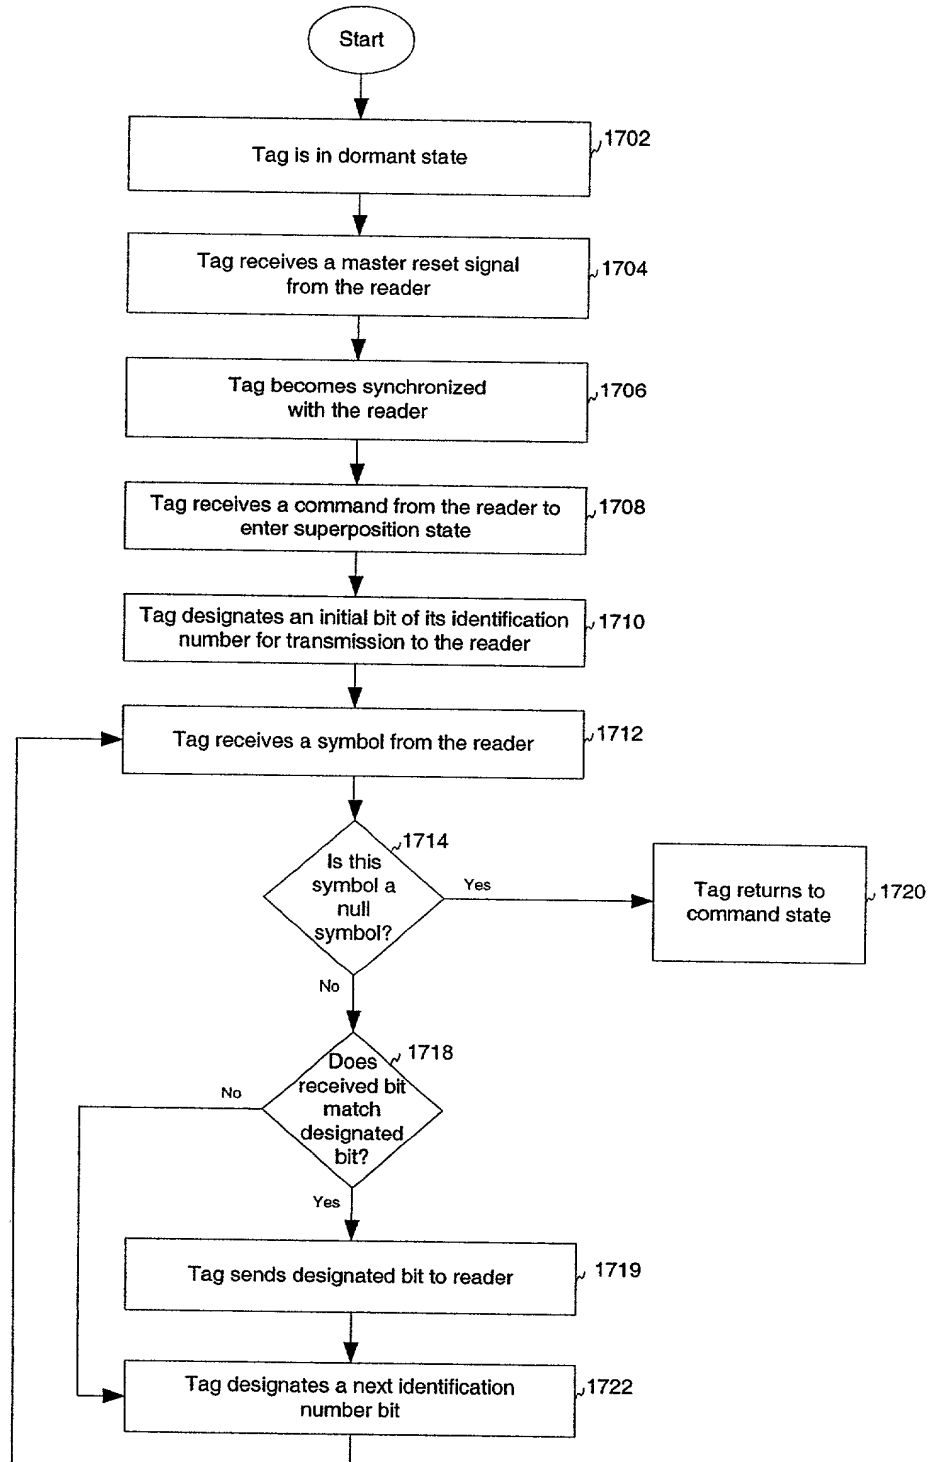 Start
Tag is in dormant state
1702
Tag receives a master reset signal
from the reader
1704
Tag becomes synchronized
with the reader
1706
Tag receives a command from the reader to
enter superposition state
1708
Tag designates an initial bit of its identification
number for transmission to the reader
1710
Tag receives a symbol from the reader
1712
1714
Is this
symbol a
null
symbol?
Yes
Tag returns to
command state
1720
No
1718
Does
received bit
match
designated
bit?
No
Yes
Tag sends designated bit to reader
1719
Tag designates a next identification
number bit
1722